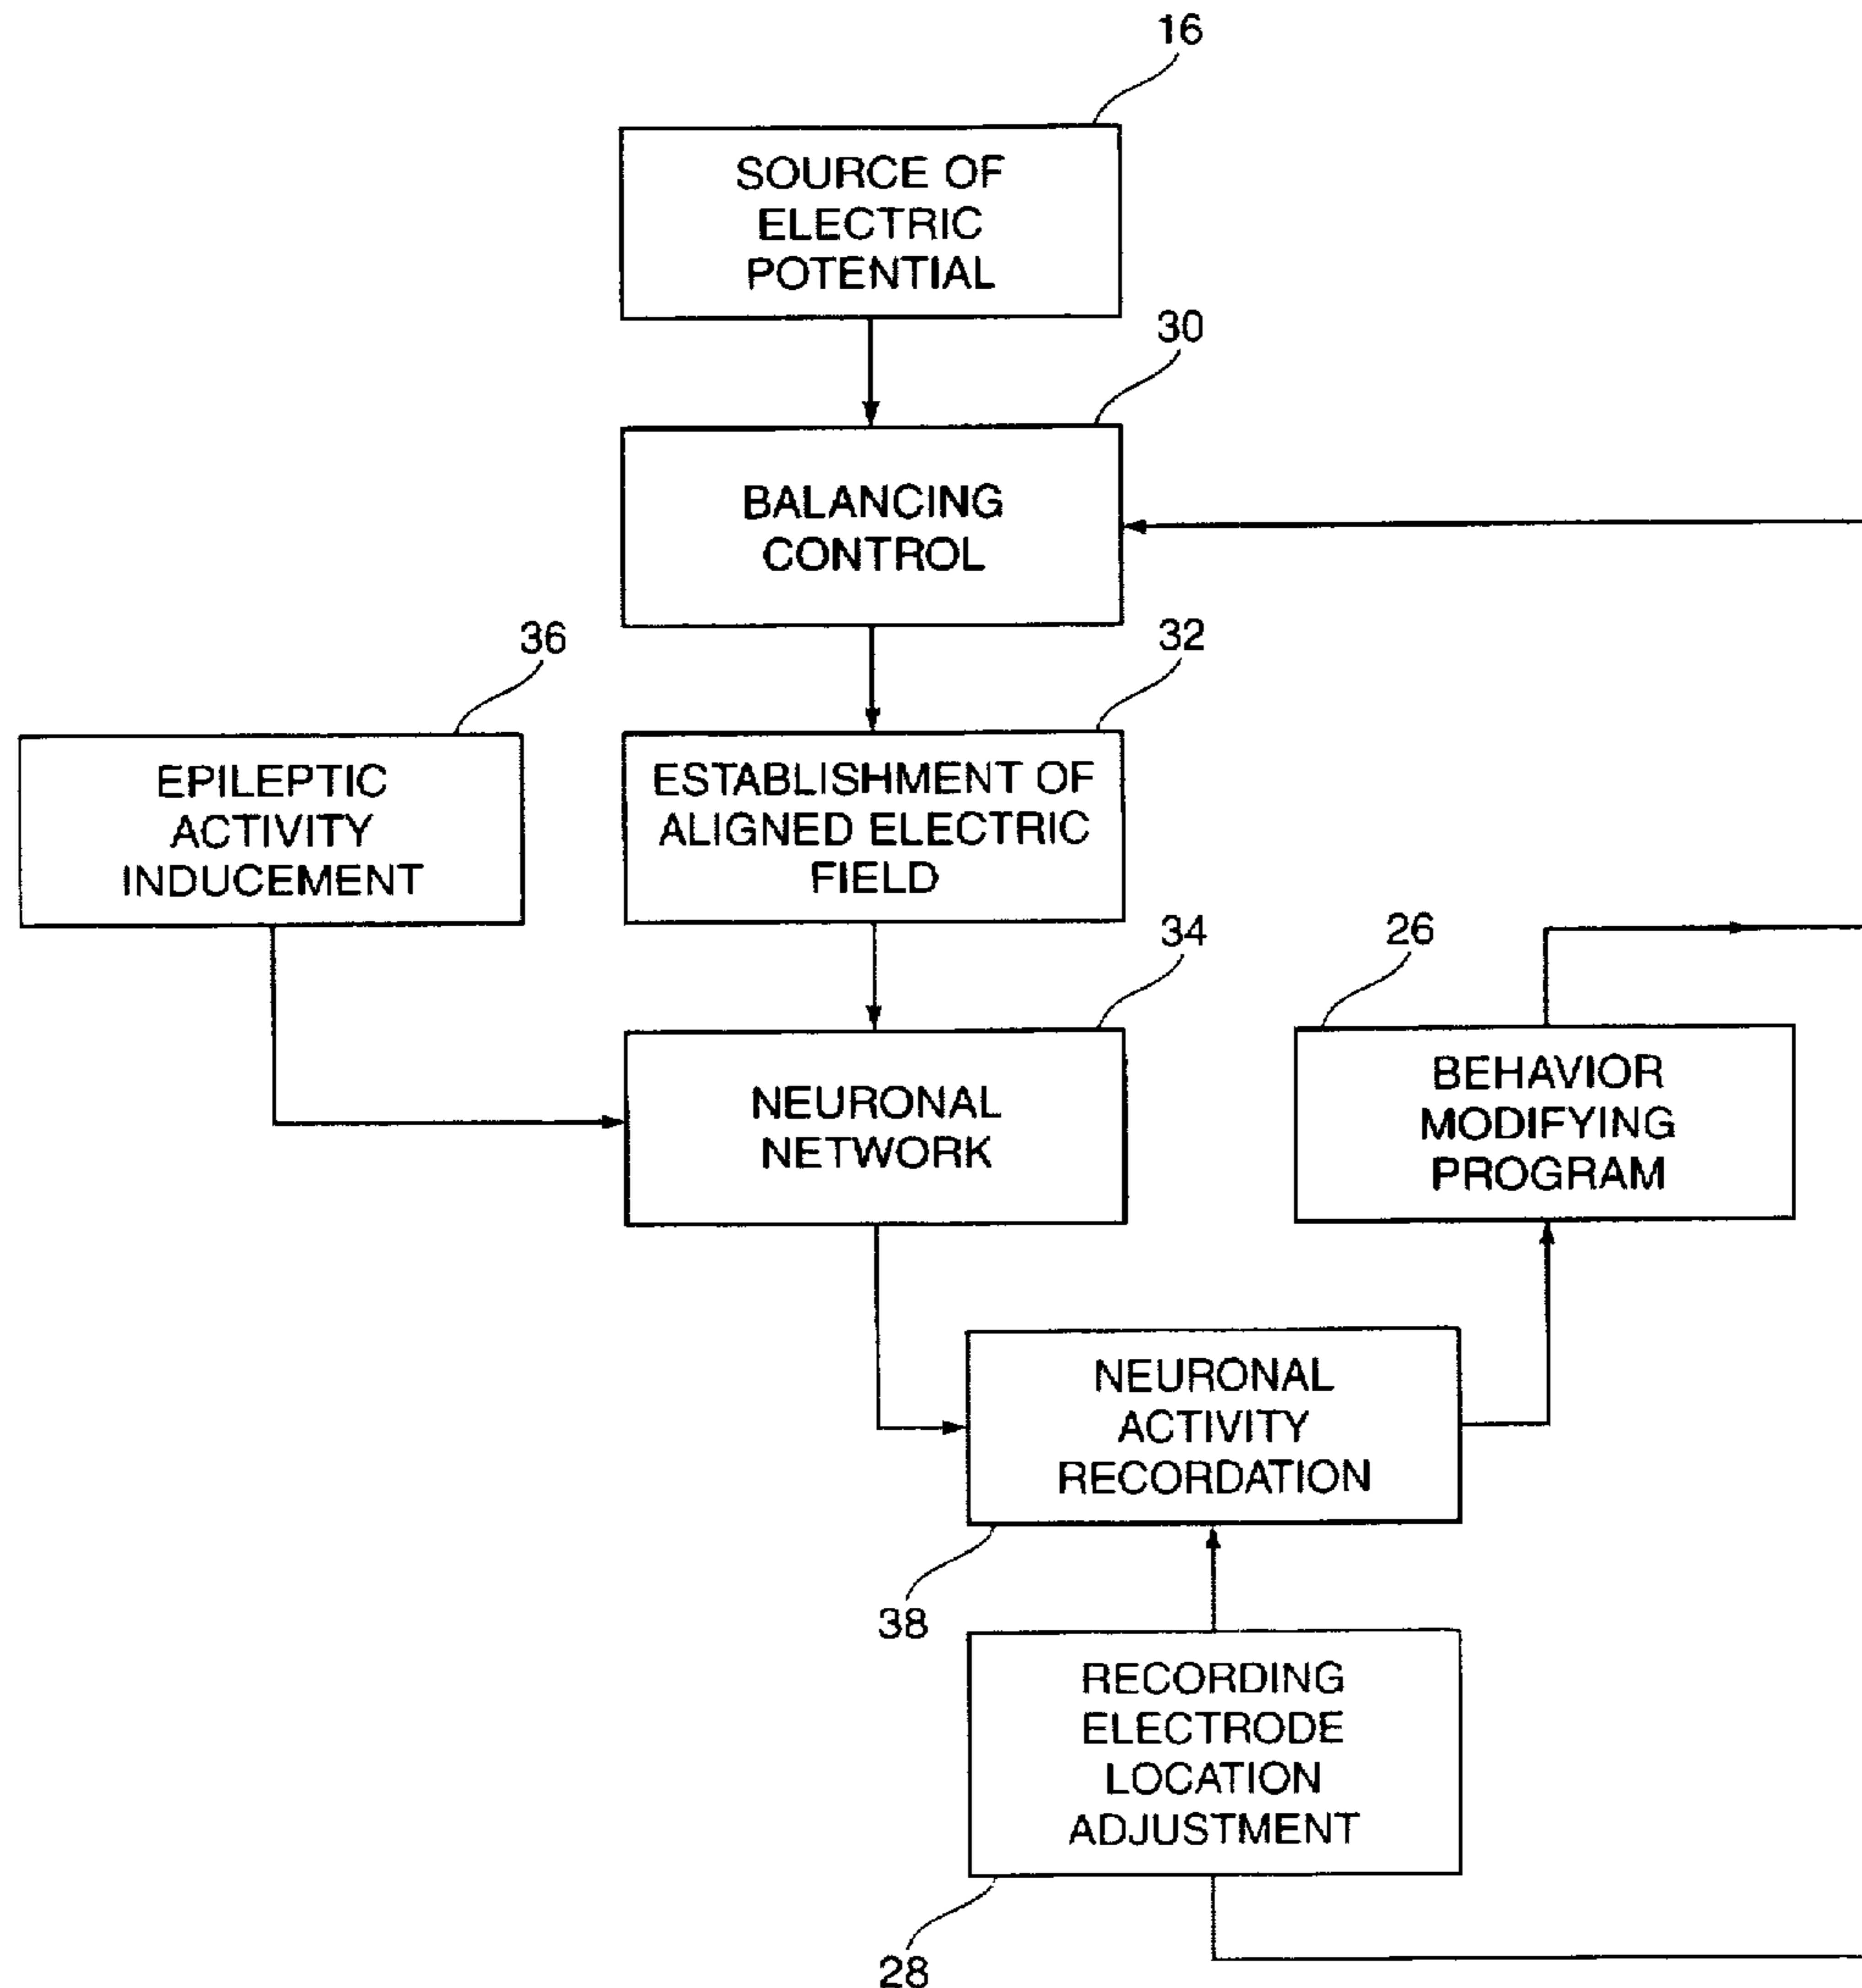 16
SOURCE OF
ELECTRIC
POTENTIAL
30
BALANCING
CONTROL
36
32
EPILEPTIC
ACTIVITY
INDUCEMENT
ESTABLISHMENT OF
ALIGNED ELECTRIC
FIELD
34
26
NEURONAL
NETWORK
BEHAVIOR
MODIFYING
PROGRAM
NEURONAL
ACTIVITY
RECORDATION
38
RECORDING
ELECTRODE
LOCATION
ADJUSTMENT
28